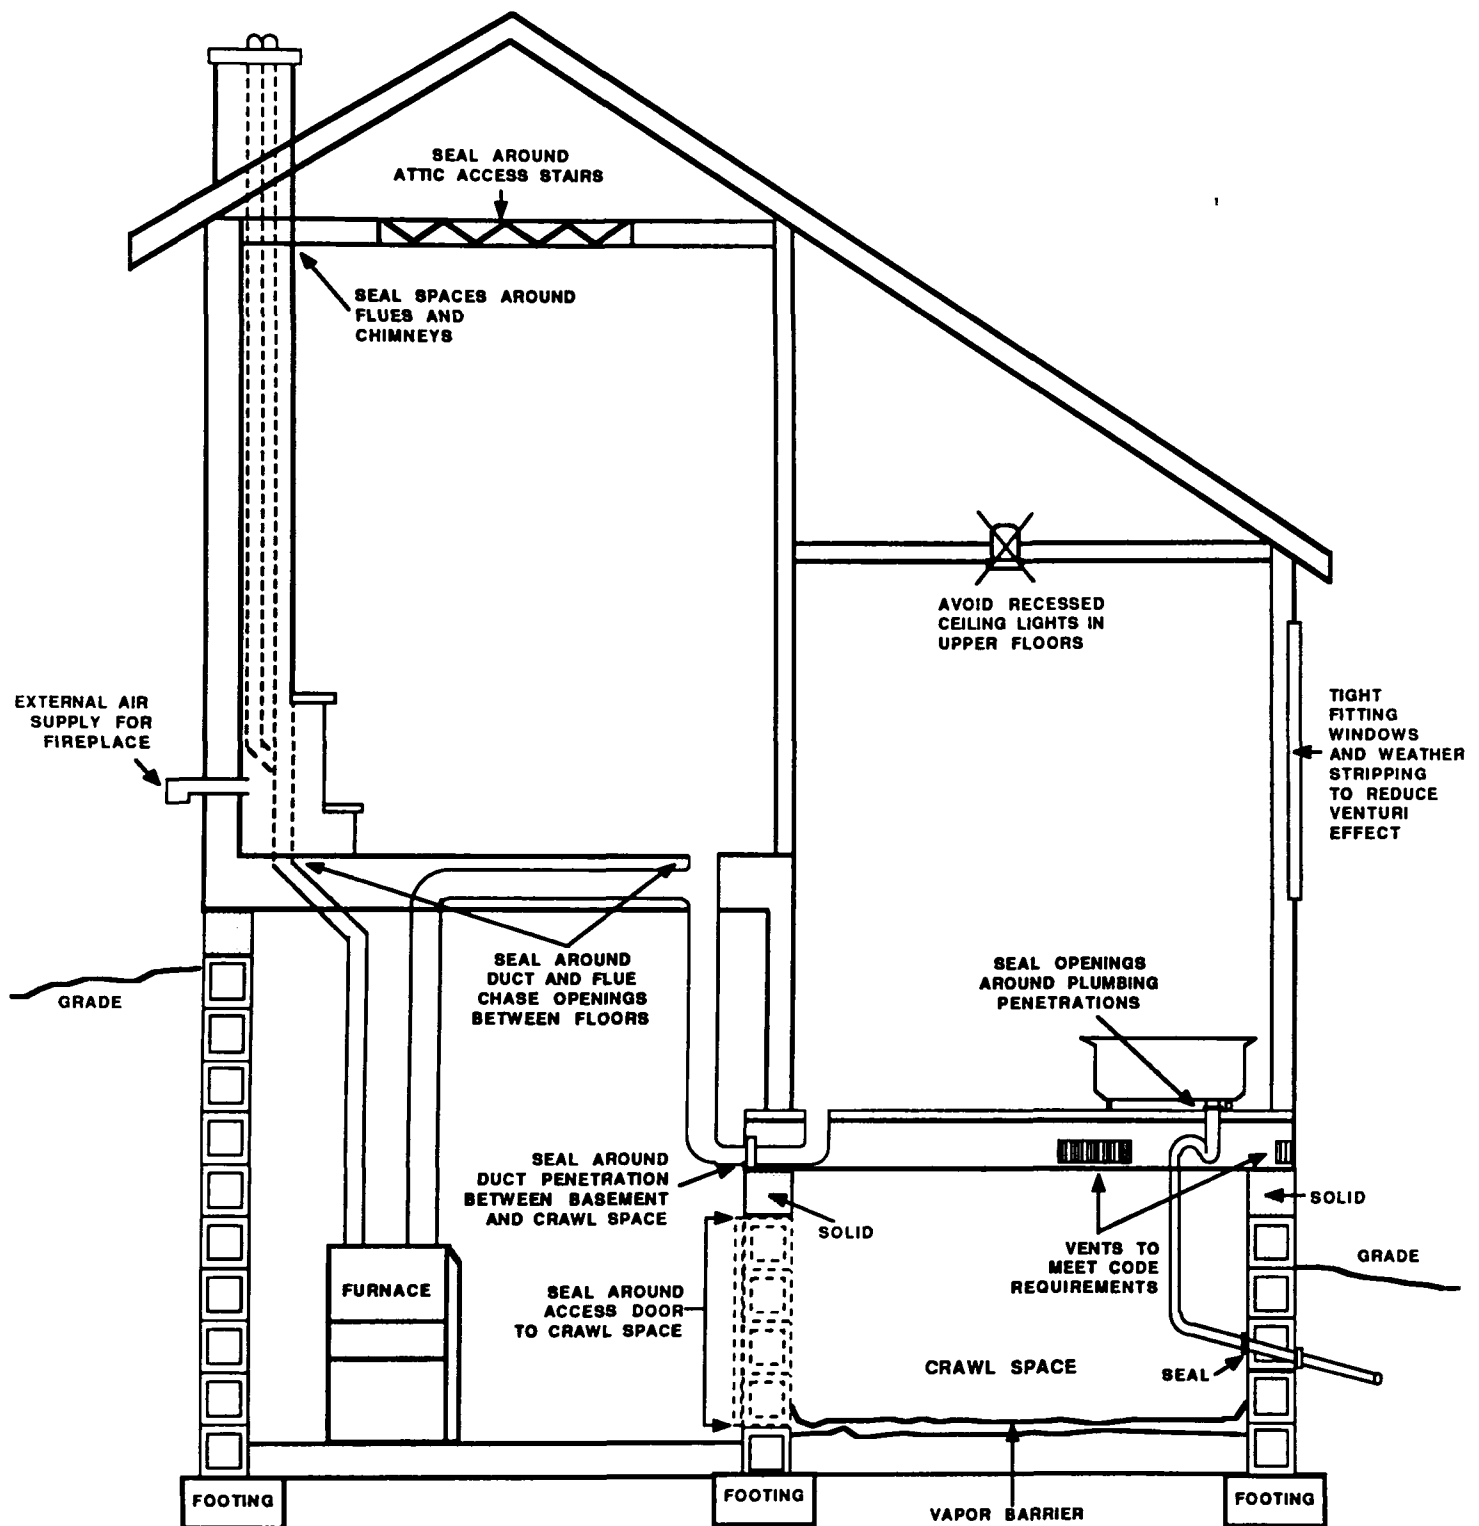 SEAL AROUND
ATTIC ACCESS STAIRS
SEAL SPACES AROUND
FLUES AND
CHIMNEYS
AVOID RECESSED
CEILING LIGHTS IN
UPPER FLOORS
EXTERNAL AIR
SUPPLY FOR
FIREPLACE
TIGHT
FITTING
WINDOWS
AND WEATHER
STRIPPING
TO REDUCE
VENTURI
EFFECT
SEAL AROUND
DUCT AND FLUE
CHASE OPENINGS
BETWEEN FLOORS
SEAL OPENINGS
AROUND PLUMBING
PENETRATIONS
GRADE
SEAL AROUND
DUCT PENETRATION
BETWEEN BASEMENT
AND CRAWL SPACE
SOLID
SOLID
VENTS TO
MEET CODE
REQUIREMENTS
GRADE
FURNACE
SEAL AROUND
ACCESS DOOR
TO CRAWL SPACE
CRAWL SPACE
SEAL
FOOTING
FOOTING
VAPOR BARRIER
FOOTING